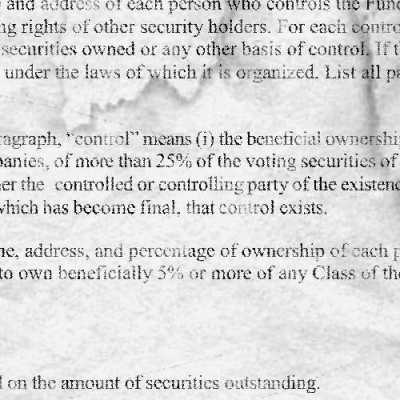 and address of each person who controls the Fund
ng rights of other security holders. For each contro
securities owned or any other basis of control. If t
under the laws of which it is organized. List all pa
ragraph, "control" means (i) the beneficial ownershi
panies, of more than 25% of the voting securities of
er the controlled or controlling party of the existenc
which has become final, that control exists.
ne, address, and percentage of ownership of each p
to own beneficially 5% or more of any Class of the
l on the amount of securities outstanding.